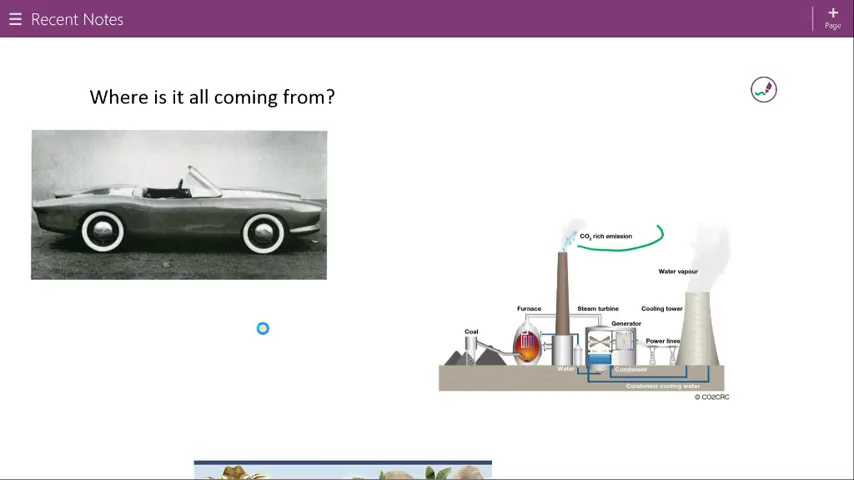 Recent Notes
Page
Where is it all coming from?
CO2 rich emission
Water vapour
Furnace
Steam turbine
Cooling tower
Generator
Coal
Power lines
Water
Condenser
Condenser cooling water
© CO2CRC